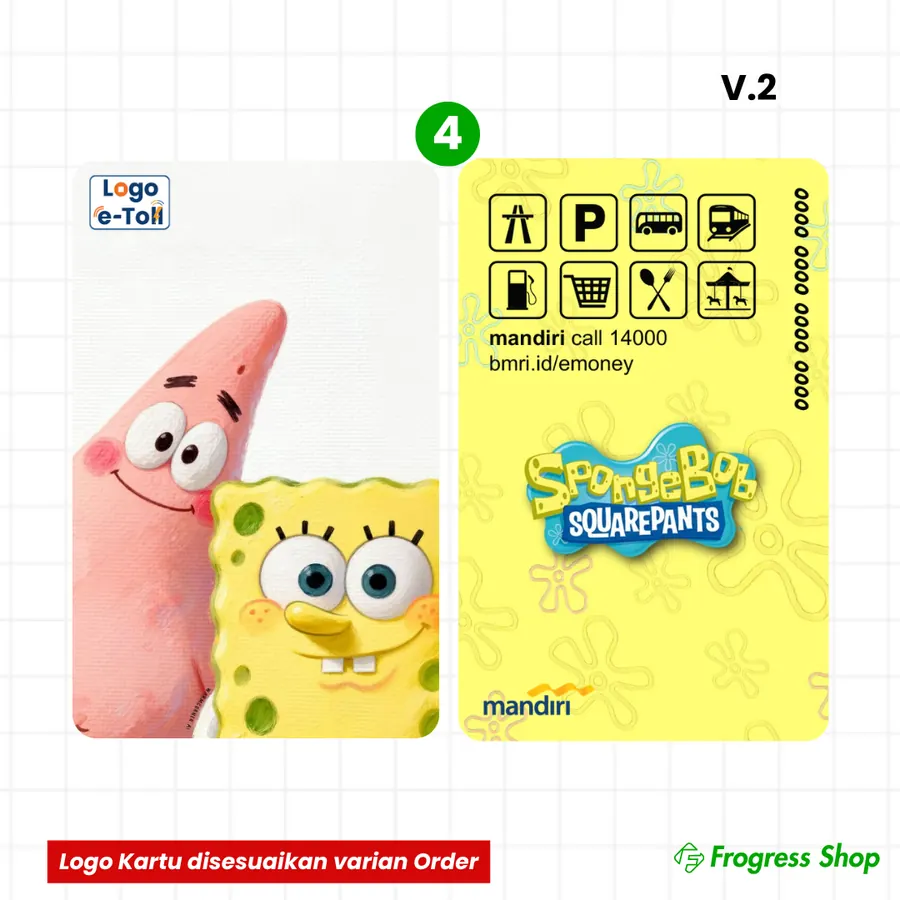 V.2
4
Logo
e-Toll
P
0000 0000 0000 0000
mandiri call 14000
bmri.id/emoney
SpongeBob
SQUAREPANTS
mandiri
Logo Kartu disesuaikan varian Order
Frogress Shop